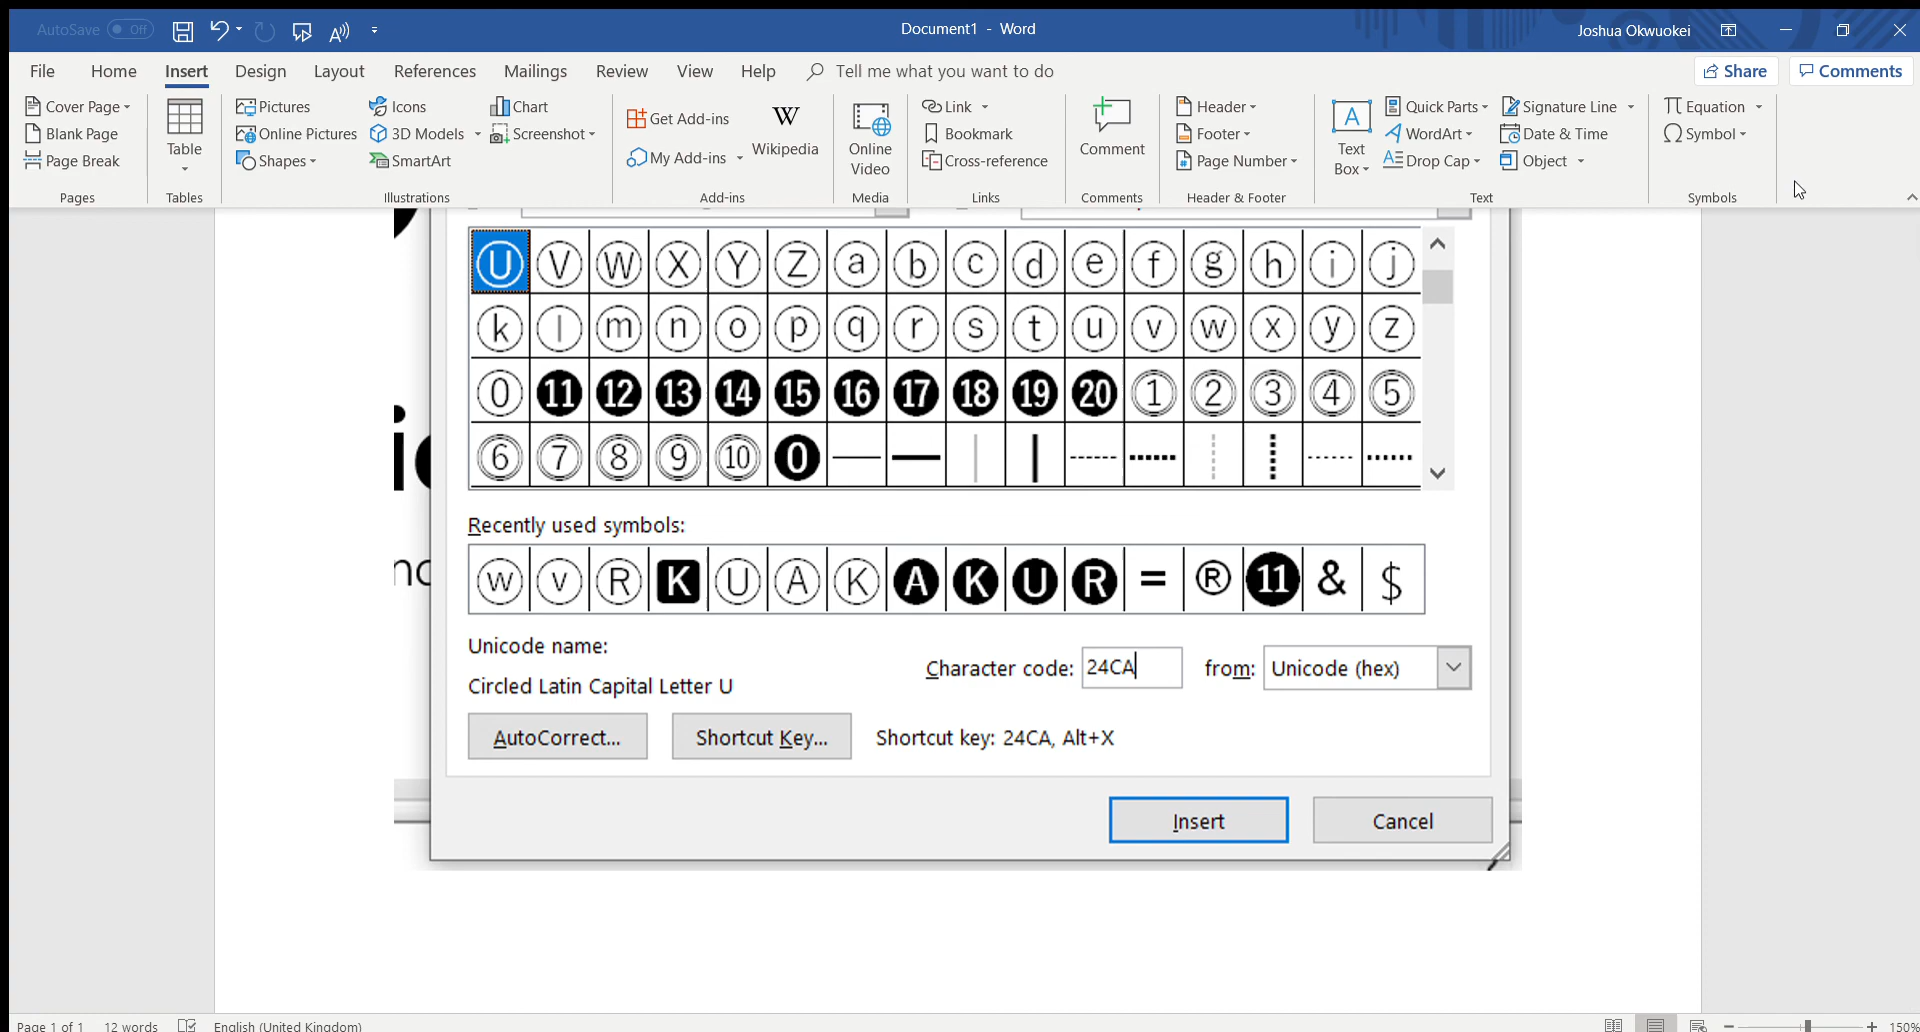 AutoSave Off
Document1 - Word
Joshua Okwuokei
File Home Insert Design Layout References Mailings Review View Help Tell me what you want to do Share Comments
Cover Page
Blank Page
Page Break
Pages
Table
Tables
Pictures
Online Pictures
Shapes
Icons
3D Models
SmartArt
Chart
Screenshot
Illustrations
Get Add-ins
My Add-ins
W
Wikipedia
Add-ins
Online
Video
Media
Link
Bookmark
Cross-reference
Links
Comment
Comments
Header
Footer
Page Number
Header & Footer
A
Text
Box
Quick Parts
WordArt
Drop Cap
Signature Line
Date & Time
Object
Text
Equation
Symbol
Symbols
Ⓤ Ⓥ Ⓦ Ⓧ Ⓨ Ⓩ ⓐ ⓑ ⓒ ⓓ ⓔ ⓕ ⓖ ⓗ ⓘ ⓙ
ⓚ ⓛ ⓜ ⓝ ⓞ ⓟ ⓠ ⓡ ⓢ ⓣ ⓤ ⓥ ⓦ ⓧ ⓨ ⓩ
⓪ ⓫ ⓬ ⓭ ⓮ ⓯ ⓰ ⓱ ⓲ ⓳ ⓴ ⓵ ⓶ ⓷ ⓸ ⓹
⓺ ⓻ ⓼ ⓽ ⓾ ⓿ ─ ━ │ ┃ ┄ ┅ ┆ ┇ ┈ ┉
Recently used symbols:
ⓦ ⓥ Ⓡ 🅺 Ⓤ Ⓐ Ⓚ 🅐 🅚 🅤 🅡 = ® ⓫ & $
Unicode name:
Circled Latin Capital Letter U
Character code: 24CA from: Unicode (hex)
AutoCorrect... Shortcut Key... Shortcut key: 24CA, Alt+X
Insert Cancel
Page 1 of 1 12 words English (United Kingdom) 150%